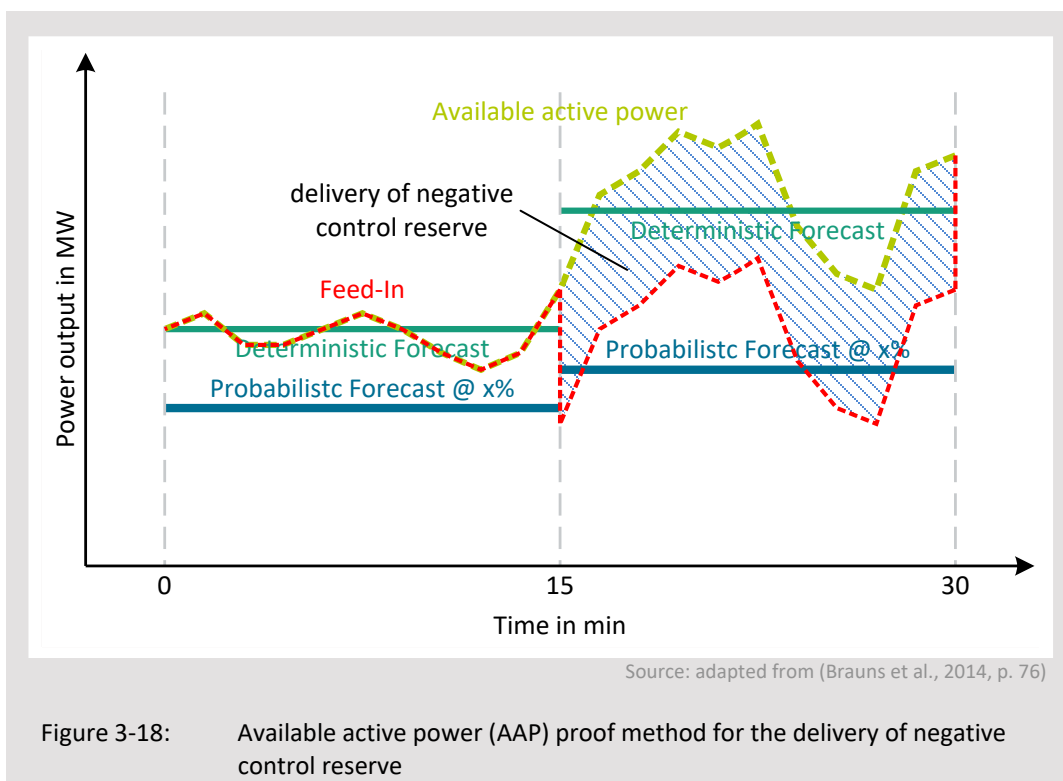 Available active power
delivery of negative
control reserve
Deterministic Forecast
Feed-In
Probabilistc Forecast @ x%
Deterministic Forecast
Probabilistc Forecast @ x%
Power output in MW
0
15
30
Time in min
Source: adapted from (Brauns et al., 2014, p. 76)
Figure 3-18: Available active power (AAP) proof method for the delivery of negative
control reserve